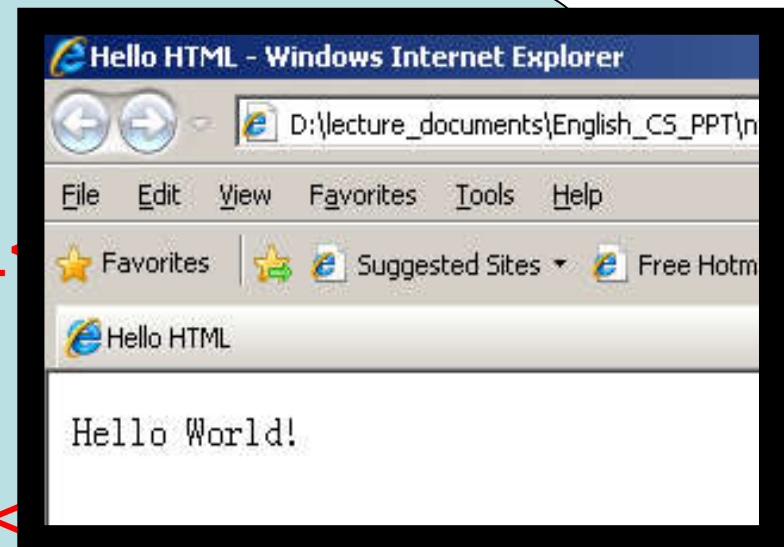 Hello HTML - Windows Internet Explorer
D:\lecture_documents\English_CS_PPT\n
File Edit View Favorites Tools Help
Favorites Suggested Sites Free Hotm
Hello HTML
Hello World!
<